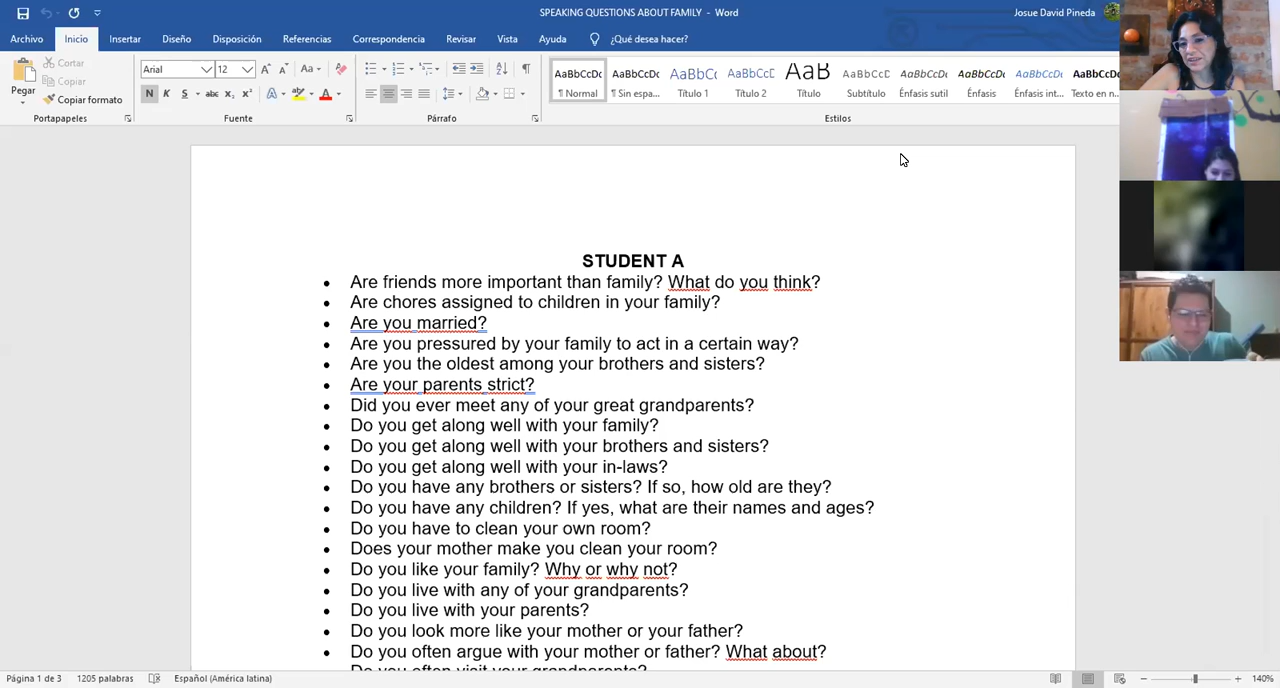 SPEAKING QUESTIONS ABOUT FAMILY - Word
Josue David Pineda
Archivo Inicio Insertar Diseño Disposición Referencias Correspondencia Revisar Vista Ayuda ¿Qué desea hacer?
Pegar
Cortar
Copiar
Copiar formato
Portapapeles
Arial 12
N K S abc x₂ x²
Fuente
Párrafo
AaBbCcDc AaBbCcDc AaBbC AaBbCcD AaB AaBbCcD AaBbCcDc AaBbCcDc AaBbCcDc AaBbCcDc
¶ Normal ¶ Sin espa... Título 1 Título 2 Título Subtítulo Énfasis sutil Énfasis Énfasis int... Texto en n
Estilos
STUDENT A
• Are friends more important than family? What do you think?
• Are chores assigned to children in your family?
• Are you married?
• Are you pressured by your family to act in a certain way?
• Are you the oldest among your brothers and sisters?
• Are your parents strict?
• Did you ever meet any of your great grandparents?
• Do you get along well with your family?
• Do you get along well with your brothers and sisters?
• Do you get along well with your in-laws?
• Do you have any brothers or sisters? If so, how old are they?
• Do you have any children? If yes, what are their names and ages?
• Do you have to clean your own room?
• Does your mother make you clean your room?
• Do you like your family? Why or why not?
• Do you live with any of your grandparents?
• Do you live with your parents?
• Do you look more like your mother or your father?
• Do you often argue with your mother or father? What about?
• Do you often visit your grandparents?
Página 1 de 3 1205 palabras Español (América latina) 140%